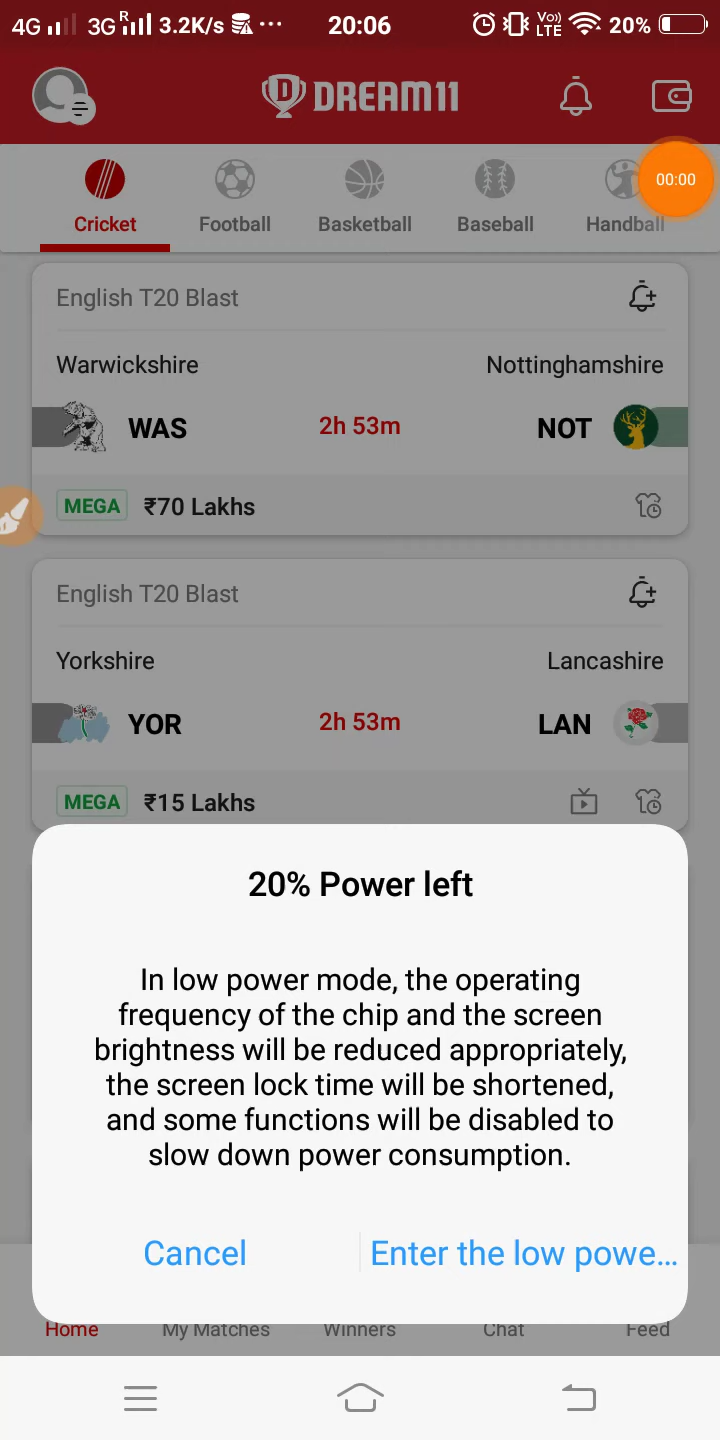 4G 3G R 3.2K/s ... 20:06 Vo)) LTE 20%
DREAM11
00:00
Cricket Football Basketball Baseball Handball
English T20 Blast
Warwickshire Nottinghamshire
WAS 2h 53m NOT
MEGA ₹70 Lakhs
English T20 Blast
Yorkshire Lancashire
YOR 2h 53m LAN
MEGA ₹15 Lakhs
20% Power left
In low power mode, the operating
frequency of the chip and the screen
brightness will be reduced appropriately,
the screen lock time will be shortened,
and some functions will be disabled to
slow down power consumption.
Cancel Enter the low powe...
Home My Matches Winners Chat Feed